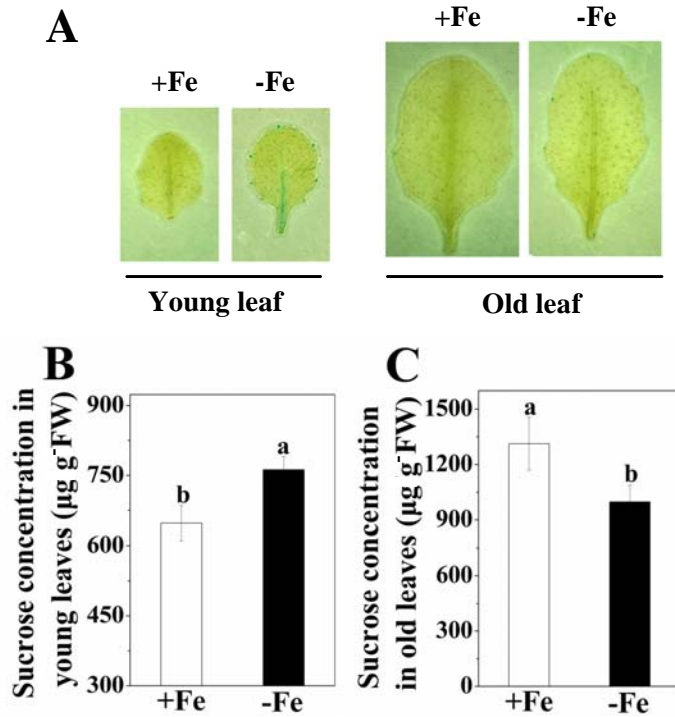 A
+Fe -Fe
+Fe -Fe
Young leaf
Old leaf
B
Sucrose concentration in
young leaves (µg g-FW)
900
750
600
450
300
b
a
+Fe -Fe
C
Sucrose concentration
in old leaves (µg g-FW)
1500
1200
900
600
300
0
a
b
+Fe -Fe